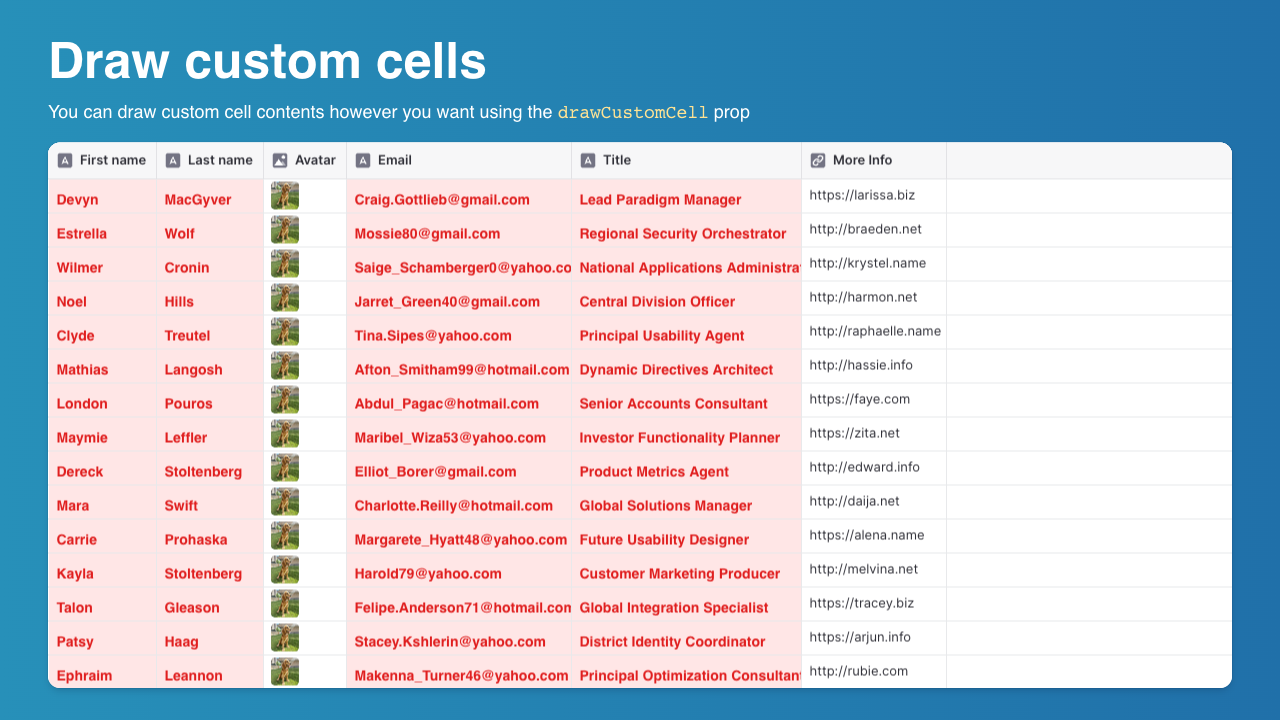 Draw custom cells
You can draw custom cell contents however you want using the drawCustomCell prop
First name Last name Avatar Email Title More Info
Devyn MacGyver Craig.Gottlieb@gmail.com Lead Paradigm Manager https://larissa.biz
Estrella Wolf Mossie80@gmail.com Regional Security Orchestrator http://braeden.net
Wilmer Cronin Saige_Schamberger0@yahoo.co National Applications Administra http://krystel.name
Noel Hills Jarret_Green40@gmail.com Central Division Officer http://harmon.net
Clyde Treutel Tina.Sipes@yahoo.com Principal Usability Agent http://raphaelle.name
Mathias Langosh Afton_Smitham99@hotmail.com Dynamic Directives Architect http://hassie.info
London Pouros Abdul_Pagac@hotmail.com Senior Accounts Consultant https://faye.com
Maymie Leffler Maribel_Wiza53@yahoo.com Investor Functionality Planner https://zita.net
Dereck Stoltenberg Elliot_Borer@gmail.com Product Metrics Agent http://edward.info
Mara Swift Charlotte.Reilly@hotmail.com Global Solutions Manager http://daija.net
Carrie Prohaska Margarete_Hyatt48@yahoo.com Future Usability Designer https://alena.name
Kayla Stoltenberg Harold79@yahoo.com Customer Marketing Producer http://melvina.net
Talon Gleason Felipe.Anderson71@hotmail.con Global Integration Specialist https://tracey.biz
Patsy Haag Stacey.Kshlerin@yahoo.com District Identity Coordinator https://arjun.info
Ephraim Leannon Makenna_Turner46@yahoo.com Principal Optimization Consultant http://rubie.com